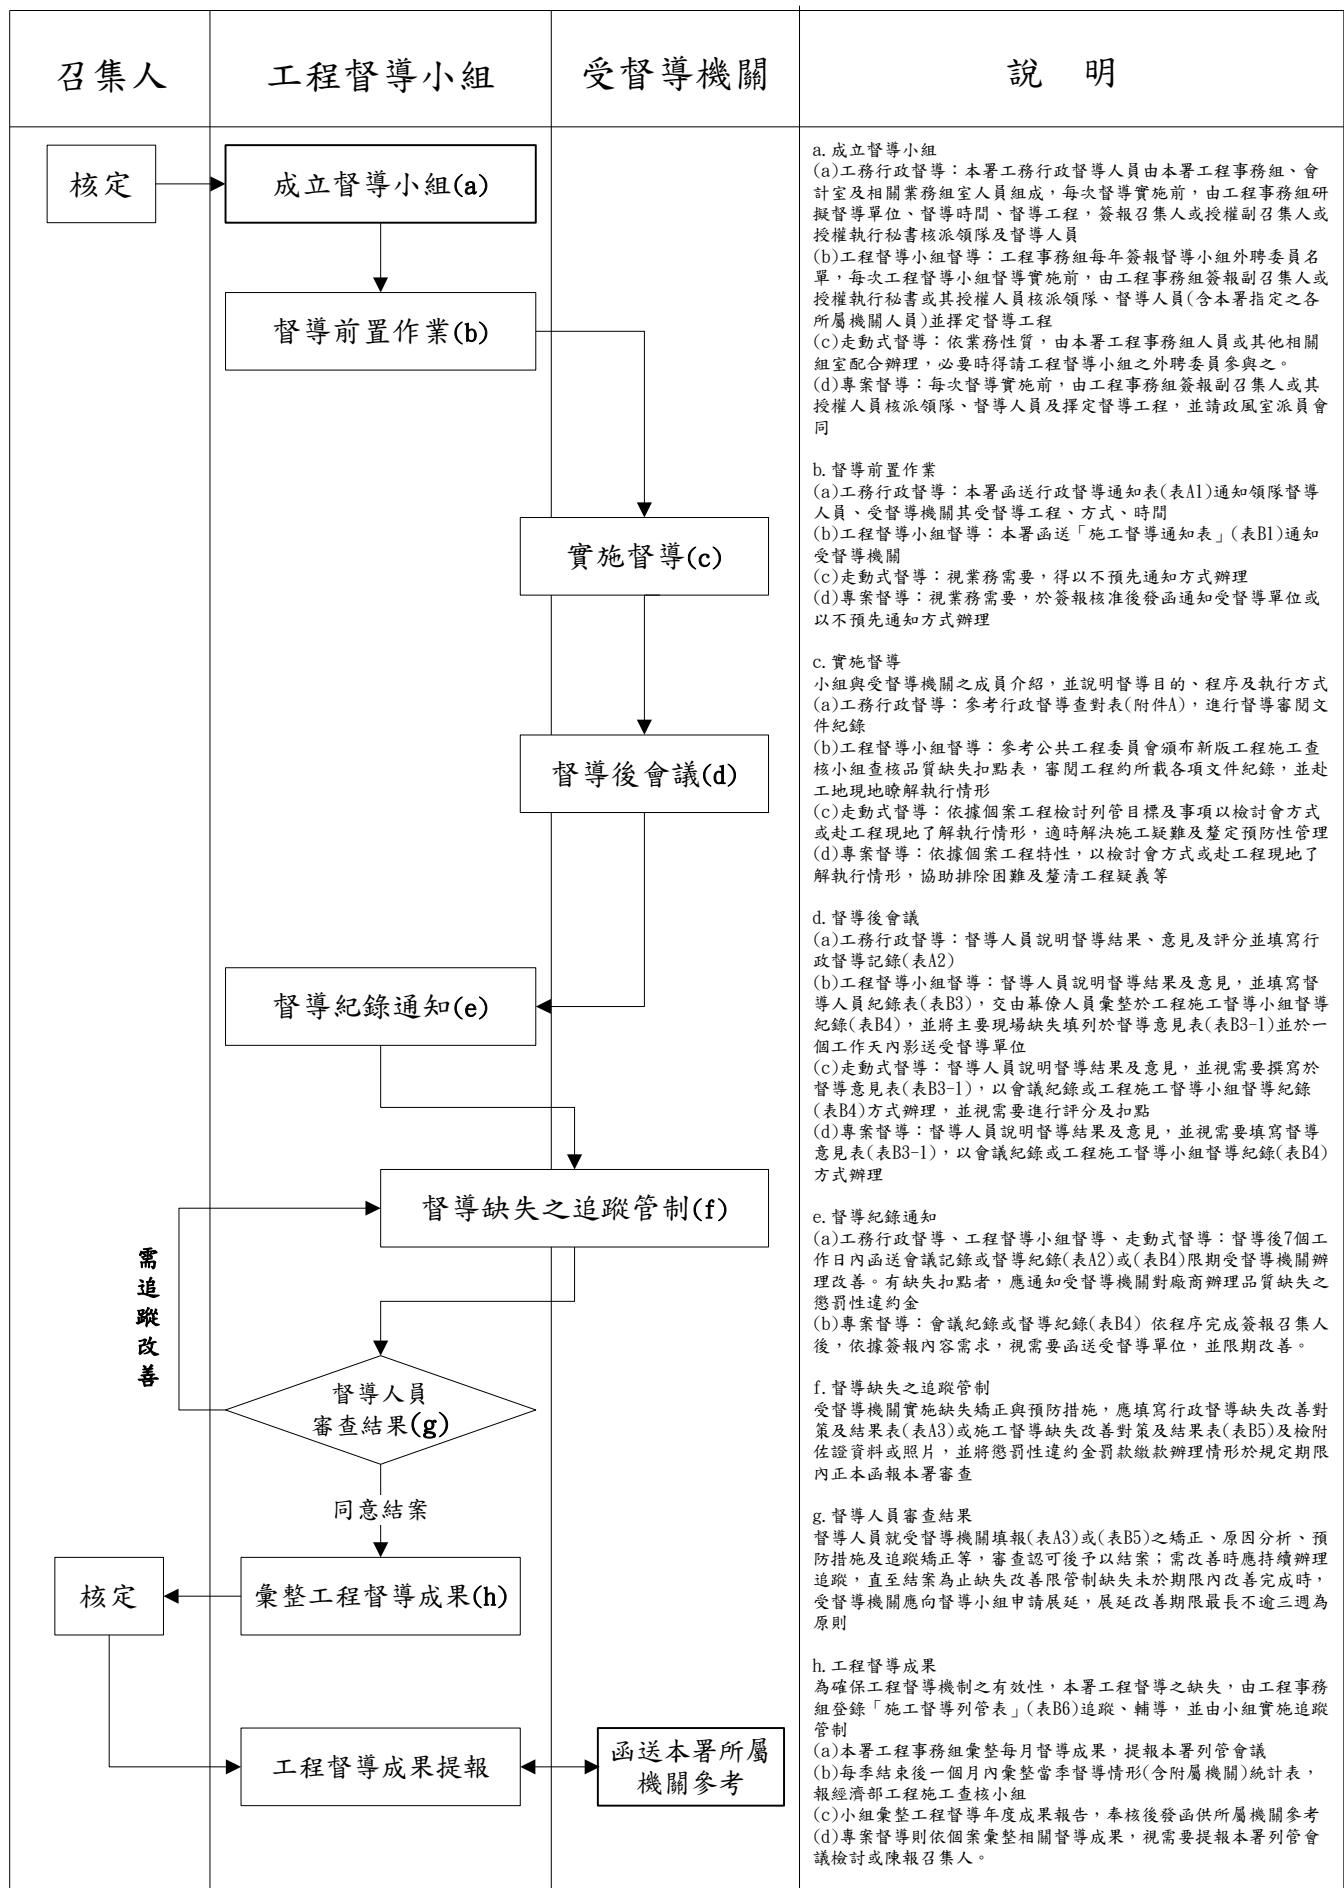 召集人
工程督導小組
受督導機關
說 明
核定
成立督導小組(a)
督導前置作業(b)
實施督導(c)
督導後會議(d)
督導紀錄通知(e)
督導缺失之追蹤管制(f)
需追蹤改善
督導人員
審查結果(g)
同意結案
核定
彙整工程督導成果(h)
工程督導成果提報
函送本署所屬
機關參考
a.成立督導小組
(a)工務行政督導：本署工務行政督導人員由本署工程事務組、會
計室及相關業務組室人員組成，每次督導實施前，由工程事務組研
擬督導單位、督導時間、督導工程，簽報召集人或授權副召集人或
授權執行秘書核派領隊及督導人員
(b)工程督導小組督導：工程事務組每年簽報督導小組外聘委員名
單，每次工程督導小組督導實施前，由工程事務組簽報副召集人或
授權執行秘書或其授權人員核派領隊、督導人員(含本署指定之各
所屬機關人員)並擇定督導工程
(c)走動式督導：依業務性質，由本署工程事務組人員或其他相關
組室配合辦理，必要時得請工程督導小組之外聘委員參與之。
(d)專案督導：每次督導實施前，由工程事務組簽報副召集人或其
授權人員核派領隊、督導人員及擇定督導工程，並請政風室派員會
同
b.督導前置作業
(a)工務行政督導：本署函送行政督導通知表(表A1)通知領隊督導
人員、受督導機關其受督導工程、方式、時間
(b)工程督導小組督導：本署函送「施工督導通知表」(表B1)通知
受督導機關
(c)走動式督導：視業務需要，得以不預先通知方式辦理
(d)專案督導：視業務需要，於簽報核准後發函通知受督導單位或
以不預先通知方式辦理
c.實施督導
小組與受督導機關之成員介紹，並說明督導目的、程序及執行方式
(a)工務行政督導：參考行政督導查對表(附件A)，進行督導審閱文
件紀錄
(b)工程督導小組督導：參考公共工程委員會頒布新版工程施工查
核小組查核品質缺失扣點表，審閱工程約所載各項文件紀錄，並赴
工地現地瞭解執行情形
(c)走動式督導：依據個案工程檢討列管目標及事項以檢討會方式
或赴工程現地了解執行情形，適時解決施工疑難及釐定預防性管理
(d)專案督導：依據個案工程特性，以檢討會方式或赴工程現地了
解執行情形，協助排除困難及釐清工程疑義等
d.督導後會議
(a)工務行政督導：督導人員說明督導結果、意見及評分並填寫行
政督導記錄(表A2)
(b)工程督導小組督導：督導人員說明督導結果及意見，並填寫督
導人員紀錄表(表B3)，交由幕僚人員彙整於工程施工督導小組督導
紀錄(表B4)，並將主要現場缺失填列於督導意見表(表B3-1)並於一
個工作天內影送受督導單位
(c)走動式督導：督導人員說明督導結果及意見，並視需要撰寫於
督導意見表(表B3-1)，以會議紀錄或工程施工督導小組督導紀錄
(表B4)方式辦理，並視需要進行評分及扣點
(d)專案督導：督導人員說明督導結果及意見，並視需要填寫督導
意見表(表B3-1)，以會議紀錄或工程施工督導小組督導紀錄(表B4)
方式辦理
e.督導紀錄通知
(a)工務行政督導、工程督導小組督導、走動式督導：督導後7個工
作日內函送會議記錄或督導紀錄(表A2)或(表B4)限期受督導機關辦
理改善。有缺失扣點者，應通知受督導機關對廠商辦理品質缺失之
懲罰性違約金
(b)專案督導：會議紀錄或督導紀錄(表B4) 依程序完成簽報召集人
後，依據簽報內容需求，視需要函送受督導單位，並限期改善。
f.督導缺失之追蹤管制
受督導機關實施缺失矯正與預防措施，應填寫行政督導缺失改善對
策及結果表(表A3)或施工督導缺失改善對策及結果表(表B5)及檢附
佐證資料或照片，並將懲罰性違約金罰款繳款辦理情形於規定期限
內正本函報本署審查
g.督導人員審查結果
督導人員就受督導機關填報(表A3)或(表B5)之矯正、原因分析、預
防措施及追蹤矯正等，審查認可後予以結案；需改善時應持續辦理
追蹤，直至結案為止缺失改善限管制缺失未於期限內改善完成時，
受督導機關應向督導小組申請展延，展延改善期限最長不逾三週為
原則
h.工程督導成果
為確保工程督導機制之有效性，本署工程督導之缺失，由工程事務
組登錄「施工督導列管表」(表B6)追蹤、輔導，並由小組實施追蹤
管制
(a)本署工程事務組彙整每月督導成果，提報本署列管會議
(b)每季結束後一個月內彙整當季督導情形(含附屬機關)統計表，
報經濟部工程施工查核小組
(c)小組彙整工程督導年度成果報告，奉核後發函供所屬機關參考
(d)專案督導則依個案彙整相關督導成果，視需要提報本署列管會
議檢討或陳報召集人。